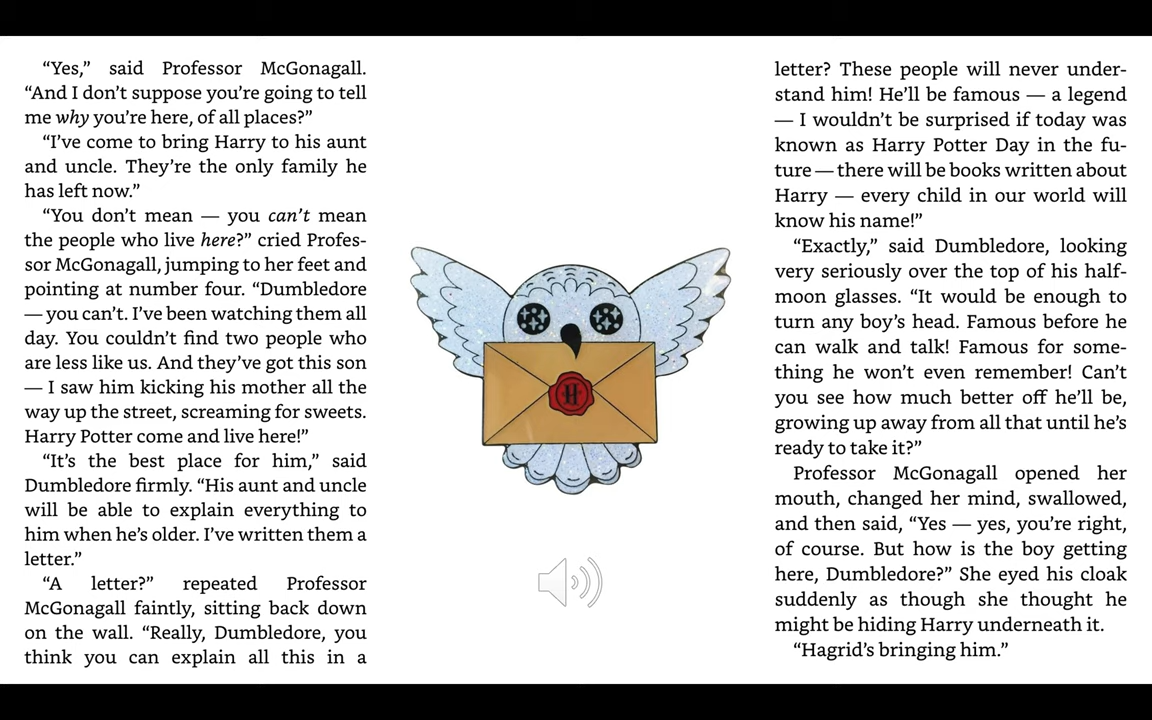 “Yes,” said Professor McGonagall.
“And I don’t suppose you’re going to tell
me why you’re here, of all places?”
“I’ve come to bring Harry to his aunt
and uncle. They’re the only family he
has left now.”
“You don’t mean — you can’t mean
the people who live here?” cried Profes-
sor McGonagall, jumping to her feet and
pointing at number four. “Dumbledore
— you can’t. I’ve been watching them all
day. You couldn’t find two people who
are less like us. And they’ve got this son
— I saw him kicking his mother all the
way up the street, screaming for sweets.
Harry Potter come and live here!”
“It’s the best place for him,” said
Dumbledore firmly. “His aunt and uncle
will be able to explain everything to
him when he’s older. I’ve written them a
letter.”
“A letter?” repeated Professor
McGonagall faintly, sitting back down
on the wall. “Really, Dumbledore, you
think you can explain all this in a
H
letter? These people will never under-
stand him! He’ll be famous — a legend
— I wouldn’t be surprised if today was
known as Harry Potter Day in the fu-
ture — there will be books written about
Harry — every child in our world will
know his name!”
“Exactly,” said Dumbledore, looking
very seriously over the top of his half-
moon glasses. “It would be enough to
turn any boy’s head. Famous before he
can walk and talk! Famous for some-
thing he won’t even remember! Can’t
you see how much better off he’ll be,
growing up away from all that until he’s
ready to take it?”
Professor McGonagall opened her
mouth, changed her mind, swallowed,
and then said, “Yes — yes, you’re right,
of course. But how is the boy getting
here, Dumbledore?” She eyed his cloak
suddenly as though she thought he
might be hiding Harry underneath it.
“Hagrid’s bringing him.”